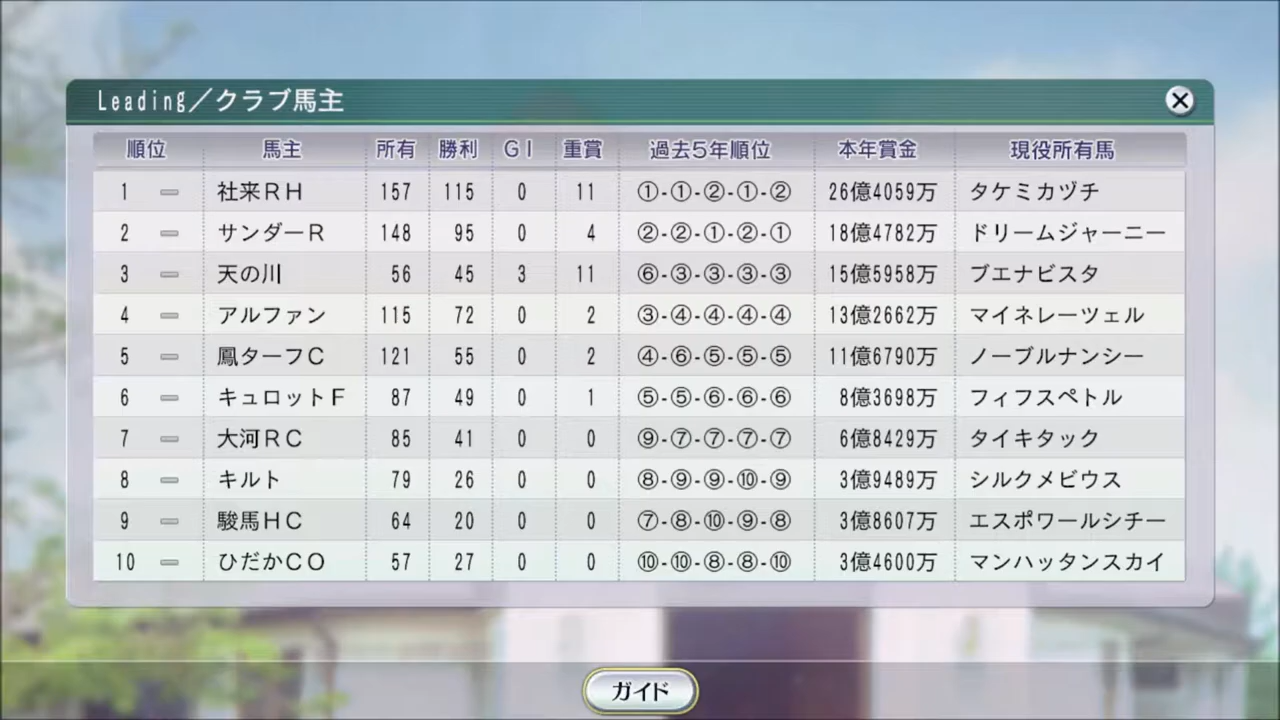 Leading／クラブ馬主
順位 馬主 所有 勝利 GⅠ 重賞 過去5年順位 本年賞金 現役所有馬
1 社来ＲＨ 157 115 0 11 ①-①-②-①-② 26億4059万 タケミカヅチ
2 サンダーＲ 148 95 0 4 ②-②-①-②-① 18億4782万 ドリームジャーニー
3 天の川 56 45 3 11 ⑥-③-③-③-③ 15億5958万 ブエナビスタ
4 アルファン 115 72 0 2 ③-④-④-④-④ 13億2662万 マイネレーツェル
5 鳳ターフＣ 121 55 0 2 ④-⑥-⑤-⑤-⑤ 11億6790万 ノーブルナンシー
6 キュロットＦ 87 49 0 1 ⑤-⑤-⑥-⑥-⑥ 8億3698万 フィフスペトル
7 大河ＲＣ 85 41 0 0 ⑨-⑦-⑦-⑦-⑦ 6億8429万 タイキタック
8 キルト 79 26 0 0 ⑧-⑨-⑨-⑩-⑨ 3億9489万 シルクメビウス
9 駿馬ＨＣ 64 20 0 0 ⑦-⑧-⑩-⑨-⑧ 3億8607万 エスポワールシチー
10 ひだかＣＯ 57 27 0 0 ⑩-⑩-⑧-⑧-⑩ 3億4600万 マンハッタンスカイ
ガイド